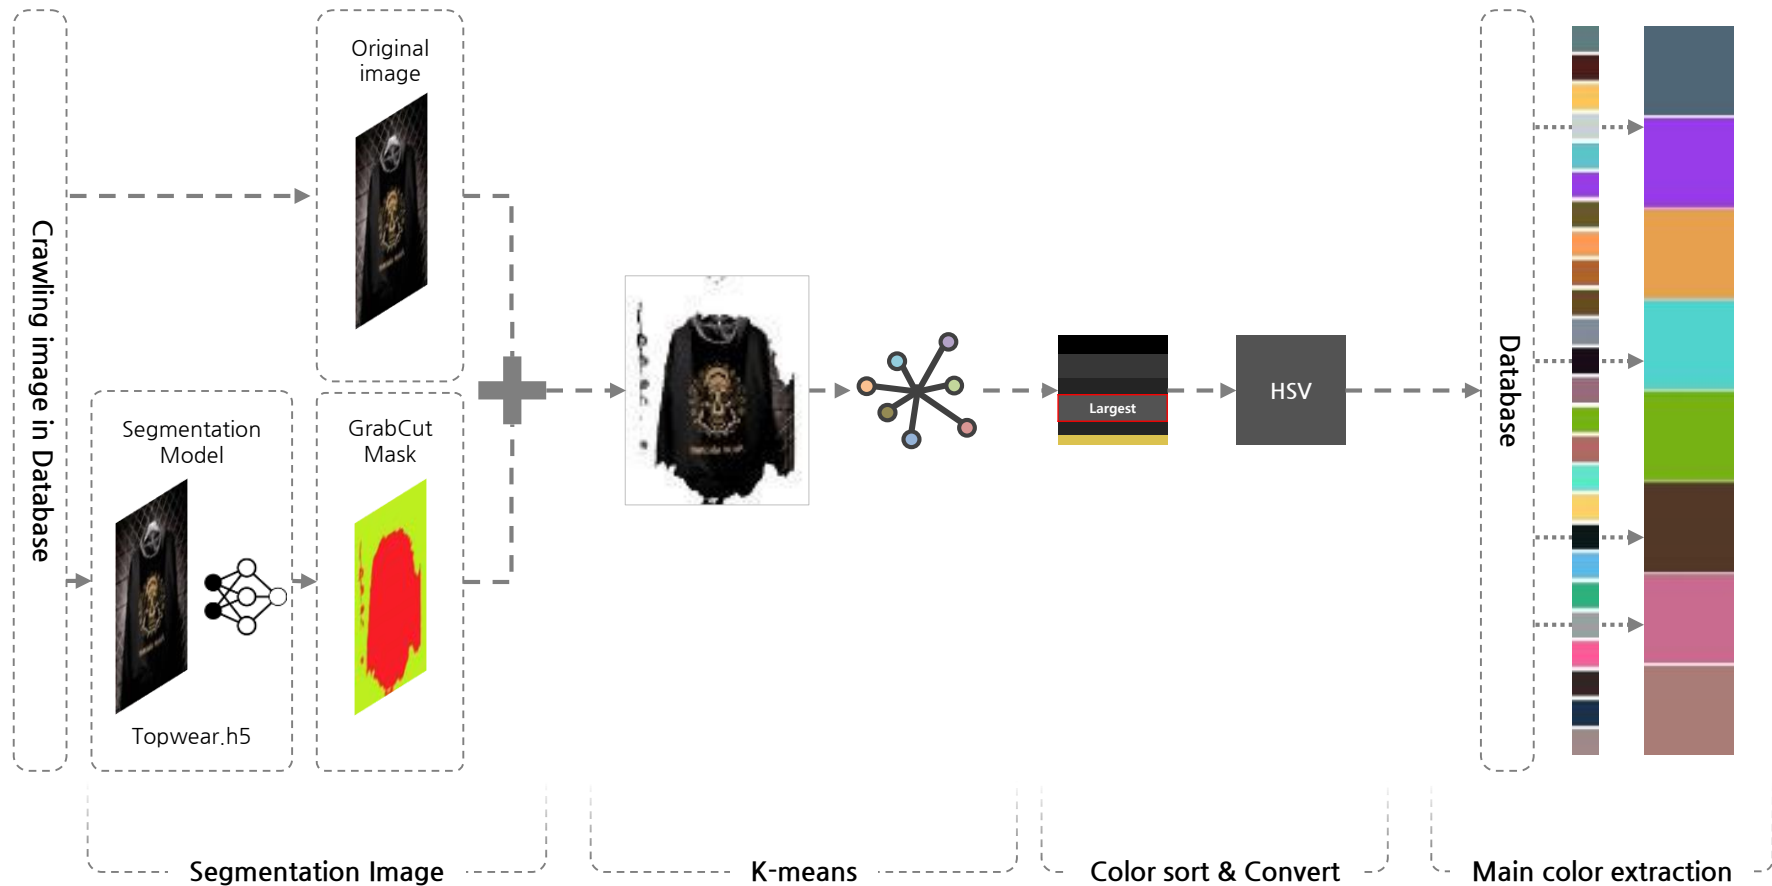 Crawling image in Database
Original
image
Segmentation
Model
Topwear.h5
GrabCut
Mask
Largest
HSV
Database
Segmentation Image
K-means
Color sort & Convert
Main color extraction